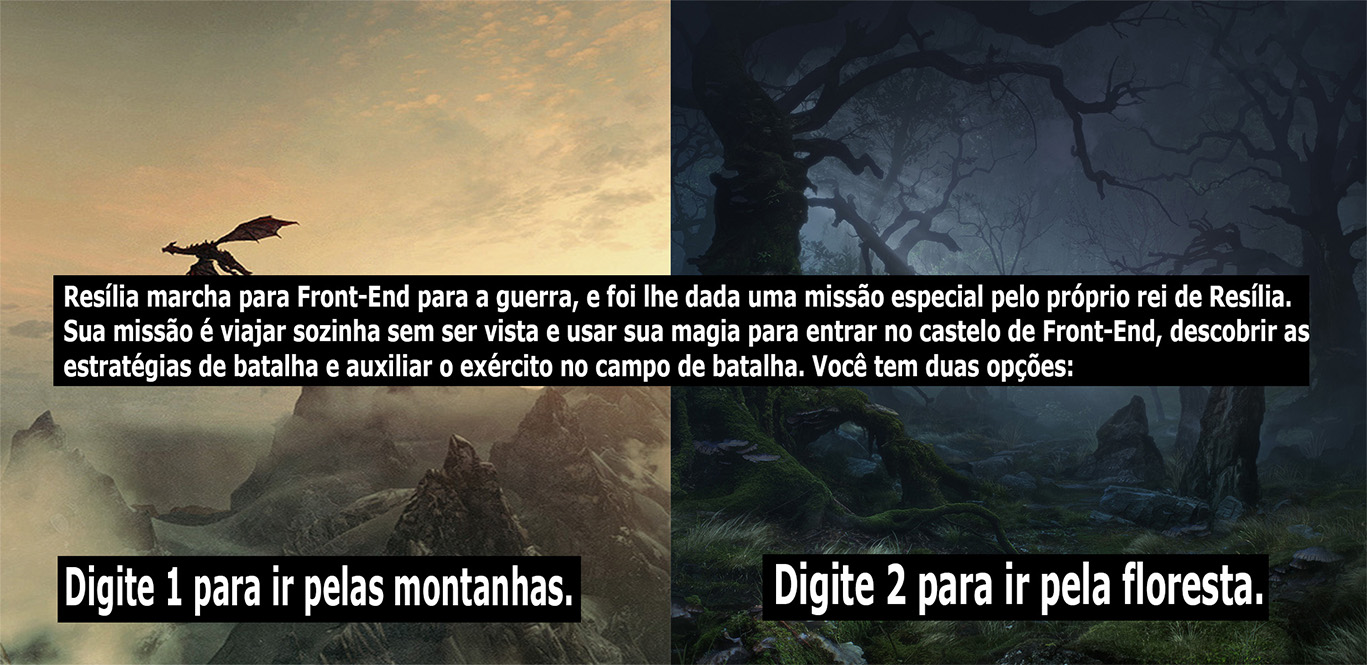 Resília marcha para Front-End para a guerra, e foi lhe dada uma missão especial pelo próprio rei de Resília.
Sua missão é viajar sozinha sem ser vista e usar sua magia para entrar no castelo de Front-End, descobrir as
estratégias de batalha e auxiliar o exército no campo de batalha. Você tem duas opções:
Digite 1 para ir pelas montanhas.
Digite 2 para ir pela floresta.